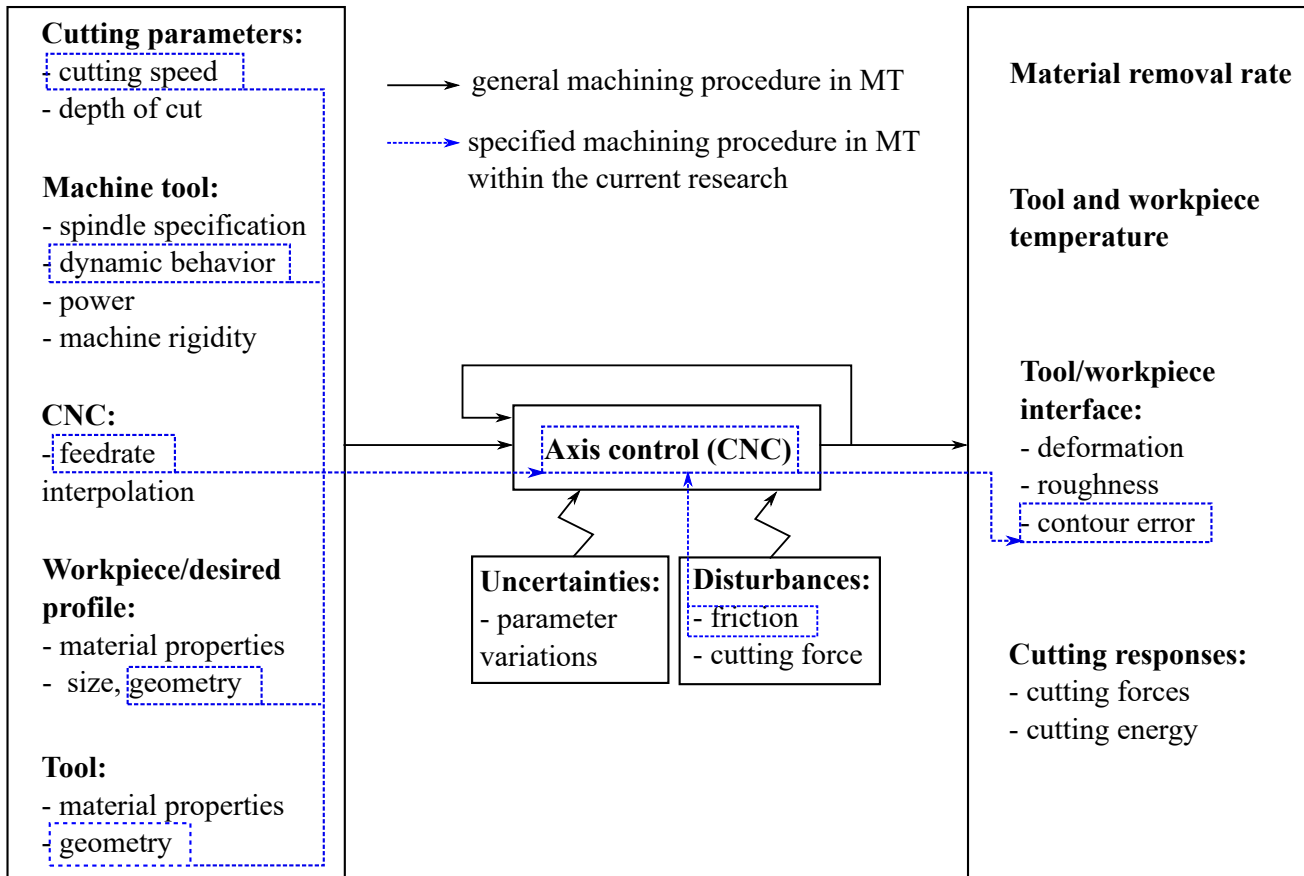 Cutting parameters:
- cutting speed
- depth of cut
Machine tool:
- spindle specification
- dynamic behavior
- power
- machine rigidity
CNC:
- feedrate
interpolation
Workpiece/desired
profile:
- material properties
- size, geometry
Tool:
- material properties
- geometry
general machining procedure in MT
specified machining procedure in MT
within the current research
Axis control (CNC)
Uncertainties:
- parameter
variations
Disturbances:
- friction
- cutting force
Material removal rate
Tool and workpiece
temperature
Tool/workpiece
interface:
- deformation
- roughness
- contour error
Cutting responses:
- cutting forces
- cutting energy